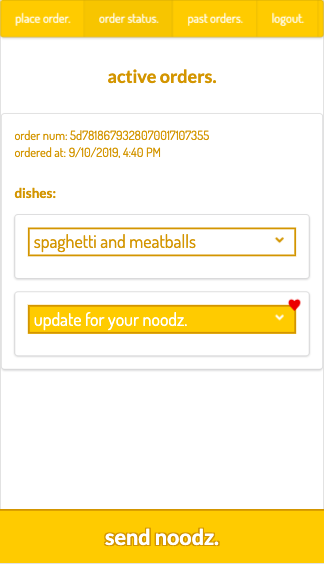 place order. order status. past orders. logout.
active orders.
order num: 5d7818679328070017107355
ordered at: 9/10/2019, 4:40 PM
dishes:
spaghetti and meatballs
update for your noodz.
send noodz.